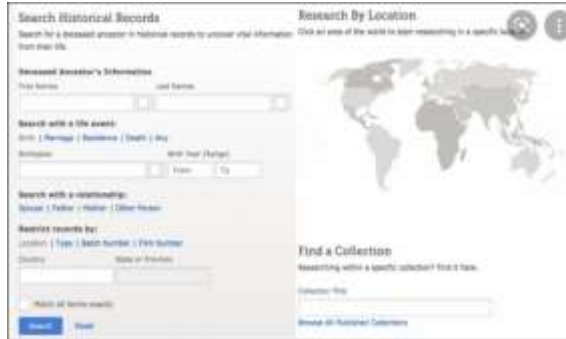 Search Historical Records
Search for a deceased ancestor in historical records to uncover vital information
from their life.
Deceased Ancestor's Information
First Names Last Names
Search with a life event:
Birth | Marriage | Residence | Death | Any
Birthplace Birth Year (Range)
From To
Search with a relationship:
Spouse | Father | Mother | Other Person
Restrict records by:
Location | Type | Batch Number | Film Number
Country State or Province
Match all terms exactly
Search Reset
Research By Location
Click an area of the world to start researching in a specific
Find a Collection
Researching within a specific collection? Find it here.
Collection Title
Browse All Published Collections